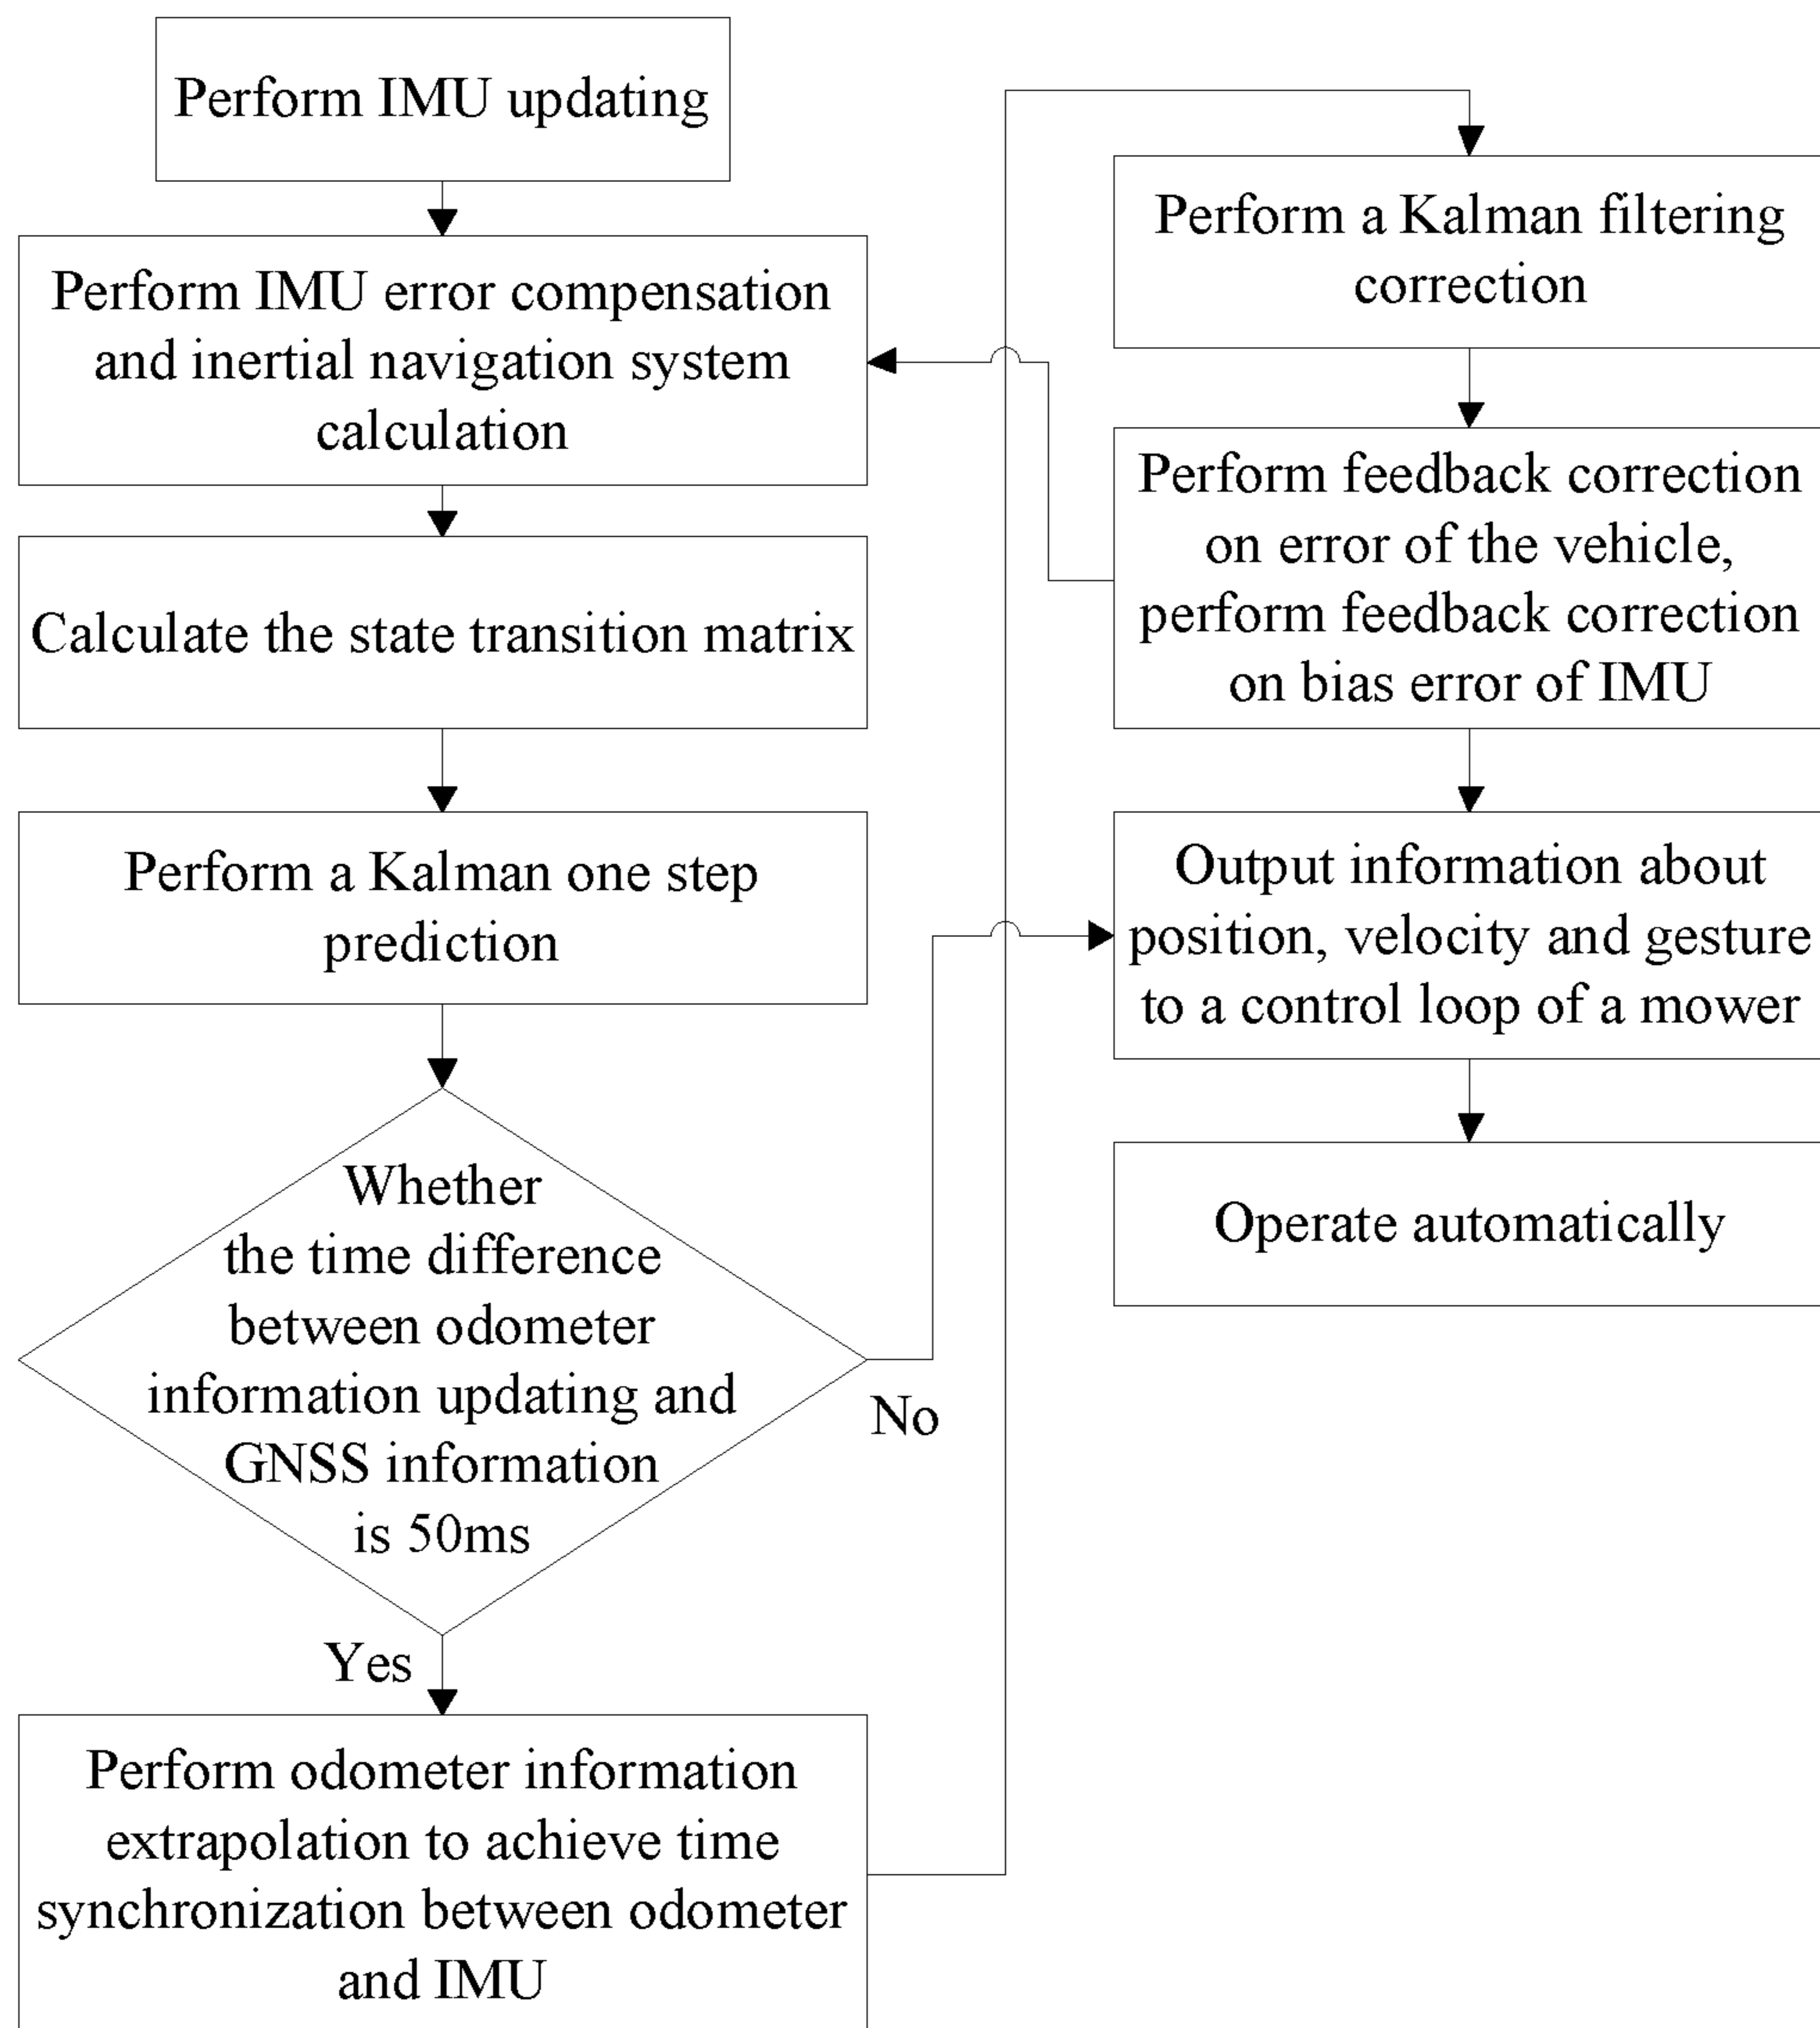 Perform IMU updating
Perform IMU error compensation
and inertial navigation system
calculation
Calculate the state transition matrix
Perform a Kalman one step
prediction
Whether
the time difference
between odometer
information updating and
GNSS information
is 50ms
No
Yes
Perform odometer information
extrapolation to achieve time
synchronization between odometer
and IMU
Perform a Kalman filtering
correction
Perform feedback correction
on error of the vehicle,
perform feedback correction
on bias error of IMU
Output information about
position, velocity and gesture
to a control loop of a mower
Operate automatically